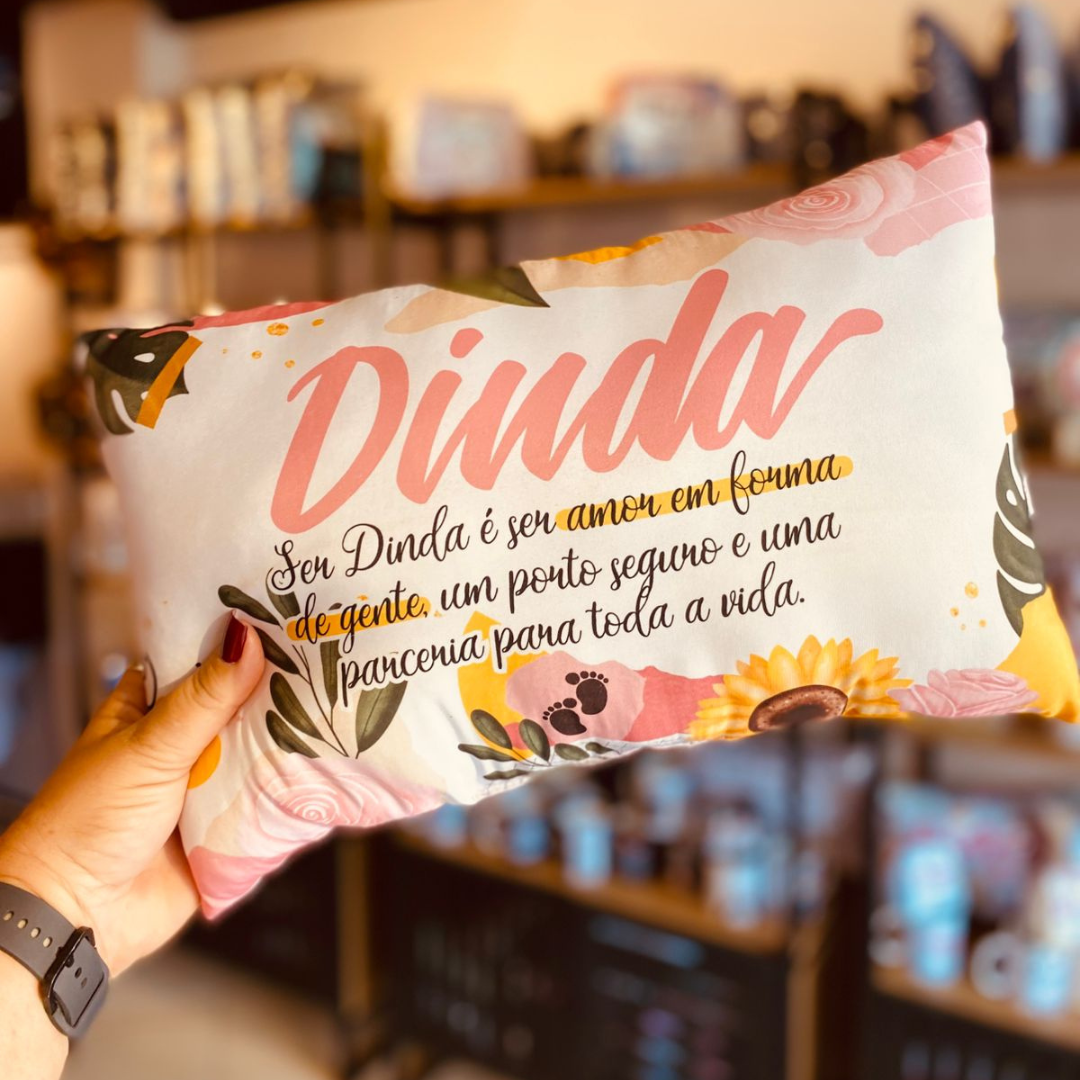 Dinda
Ser Dinda é ser amor em forma
de gente, um porto seguro e uma
parceria para toda a vida.